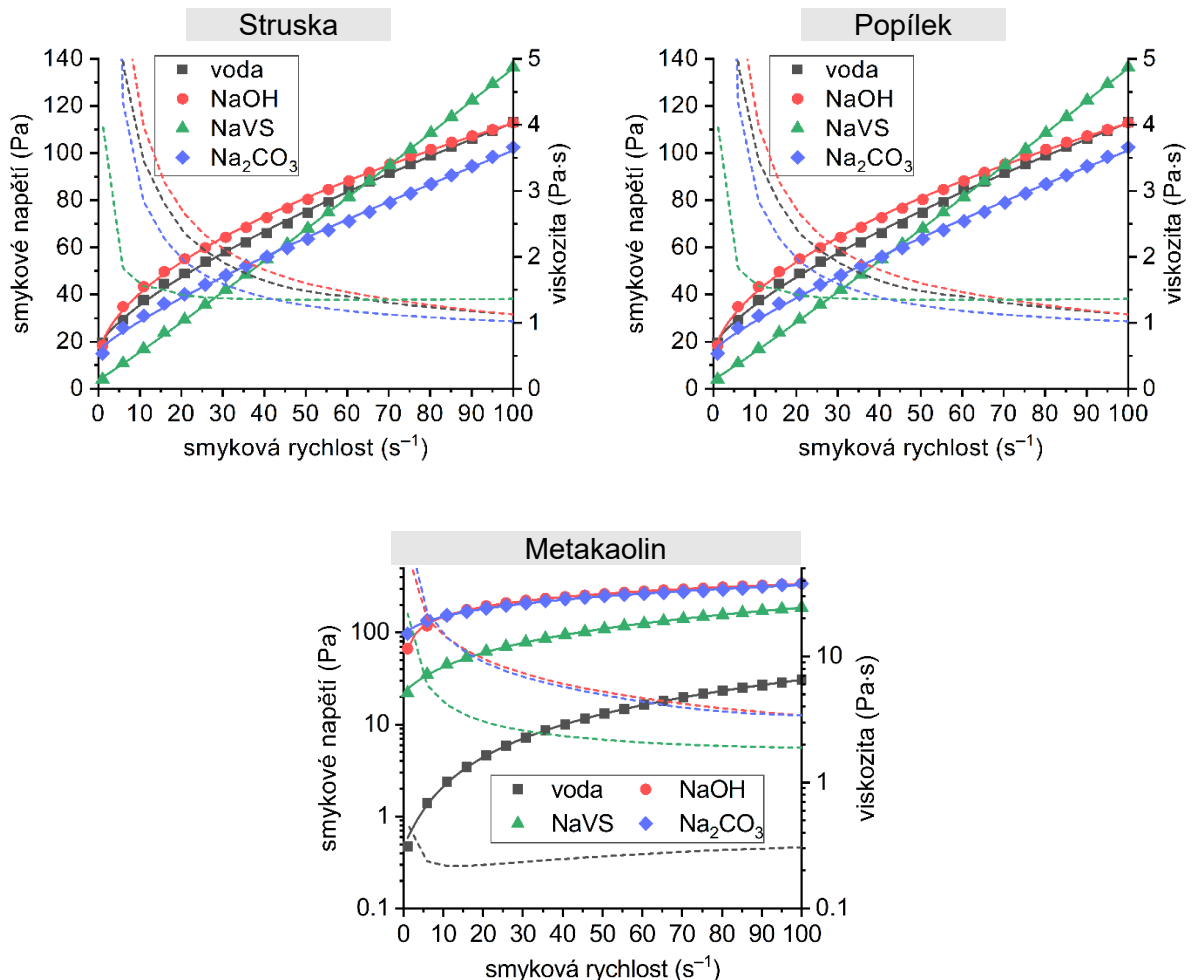 Struska
140
120
100
80
60
40
20
0
smykové napětí (Pa)
voda
NaOH
NaVS
Na₂CO₃
5
4
3
2
1
0
viskozita (Pa·s)
0 10 20 30 40 50 60 70 80 90 100
smyková rychlost (s⁻¹)
Popílek
140
120
100
80
60
40
20
0
smykové napětí (Pa)
voda
NaOH
NaVS
Na₂CO₃
5
4
3
2
1
0
viskozita (Pa·s)
0 10 20 30 40 50 60 70 80 90 100
smyková rychlost (s⁻¹)
Metakaolin
100
10
1
0.1
smykové napětí (Pa)
voda NaOH
NaVS Na₂CO₃
10
1
0.1
viskozita (Pa·s)
0 10 20 30 40 50 60 70 80 90 100
smyková rychlost (s⁻¹)